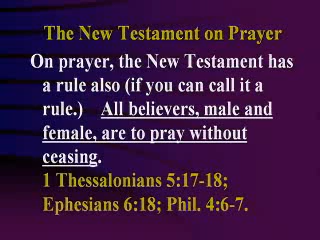 The New Testament on Prayer
On prayer, the New Testament has
a rule also (if you can call it a
rule.) All believers, male and
female, are to pray without
ceasing.
1 Thessalonians 5:17-18;
Ephesians 6:18; Phil. 4:6-7.